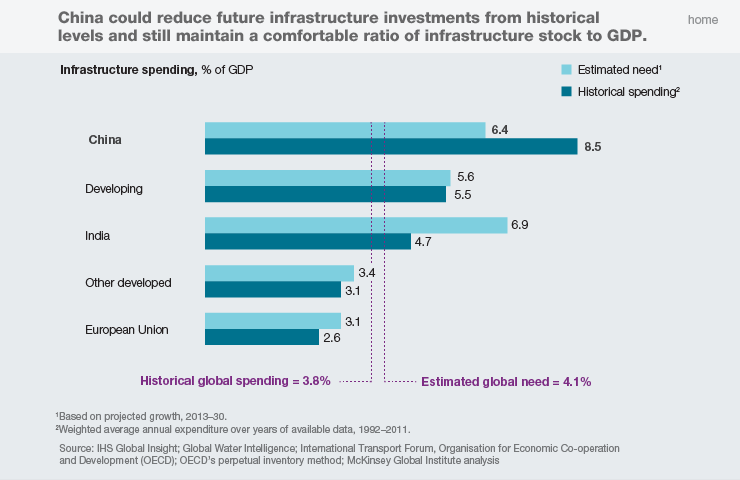 China could reduce future infrastructure investments from historical
levels and still maintain a comfortable ratio of infrastructure stock to GDP.
home
Infrastructure spending, % of GDP
Estimated need¹
Historical spending²
China
6.4
8.5
Developing
5.6
5.5
India
6.9
4.7
Other developed
3.4
3.1
European Union
3.1
2.6
Historical global spending = 3.8%
Estimated global need = 4.1%
¹Based on projected growth, 2013–30.
²Weighted average annual expenditure over years of available data, 1992–2011.
Source: IHS Global Insight; Global Water Intelligence; International Transport Forum, Organisation for Economic Co-operation
and Development (OECD); OECD's perpetual inventory method; McKinsey Global Institute analysis